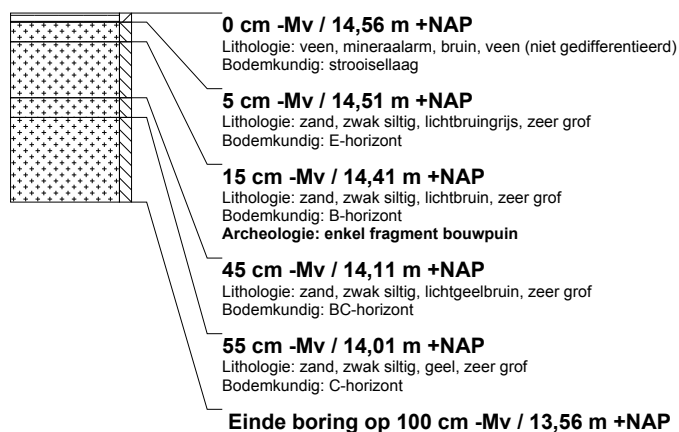 0 cm -Mv / 14,56 m +NAP
Lithologie: veen, mineraalarm, bruin, veen (niet gedifferentieerd)
Bodemkundig: strooisellaag
5 cm -Mv / 14,51 m +NAP
Lithologie: zand, zwak siltig, lichtbruingrijs, zeer grof
Bodemkundig: E-horizont
15 cm -Mv / 14,41 m +NAP
Lithologie: zand, zwak siltig, lichtbruin, zeer grof
Bodemkundig: B-horizont
Archeologie: enkel fragment bouwpuin
45 cm -Mv / 14,11 m +NAP
Lithologie: zand, zwak siltig, lichtgeelbruin, zeer grof
Bodemkundig: BC-horizont
55 cm -Mv / 14,01 m +NAP
Lithologie: zand, zwak siltig, geel, zeer grof
Bodemkundig: C-horizont
Einde boring op 100 cm -Mv / 13,56 m +NAP